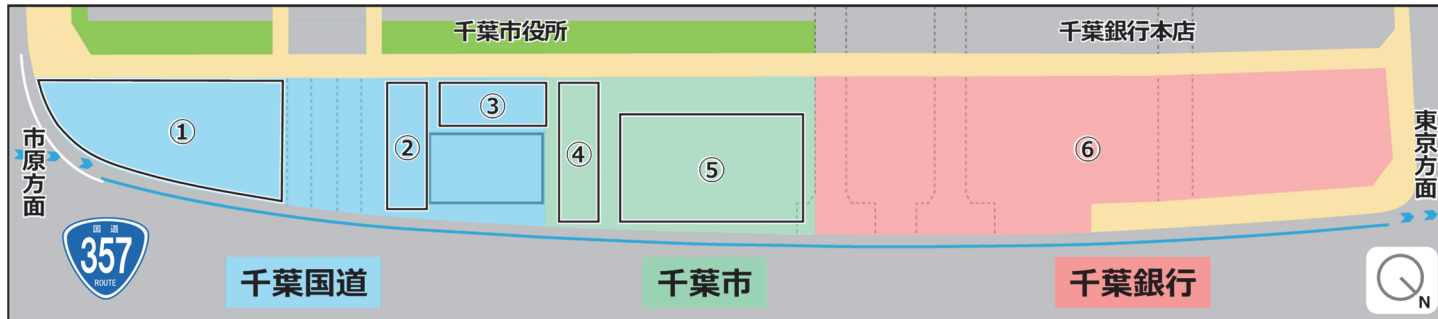 千葉市役所
千葉銀行本店
①
②
③
④
⑤
⑥
市原方面
東京方面
国道
357
ROUTE
千葉国道
千葉市
千葉銀行
N